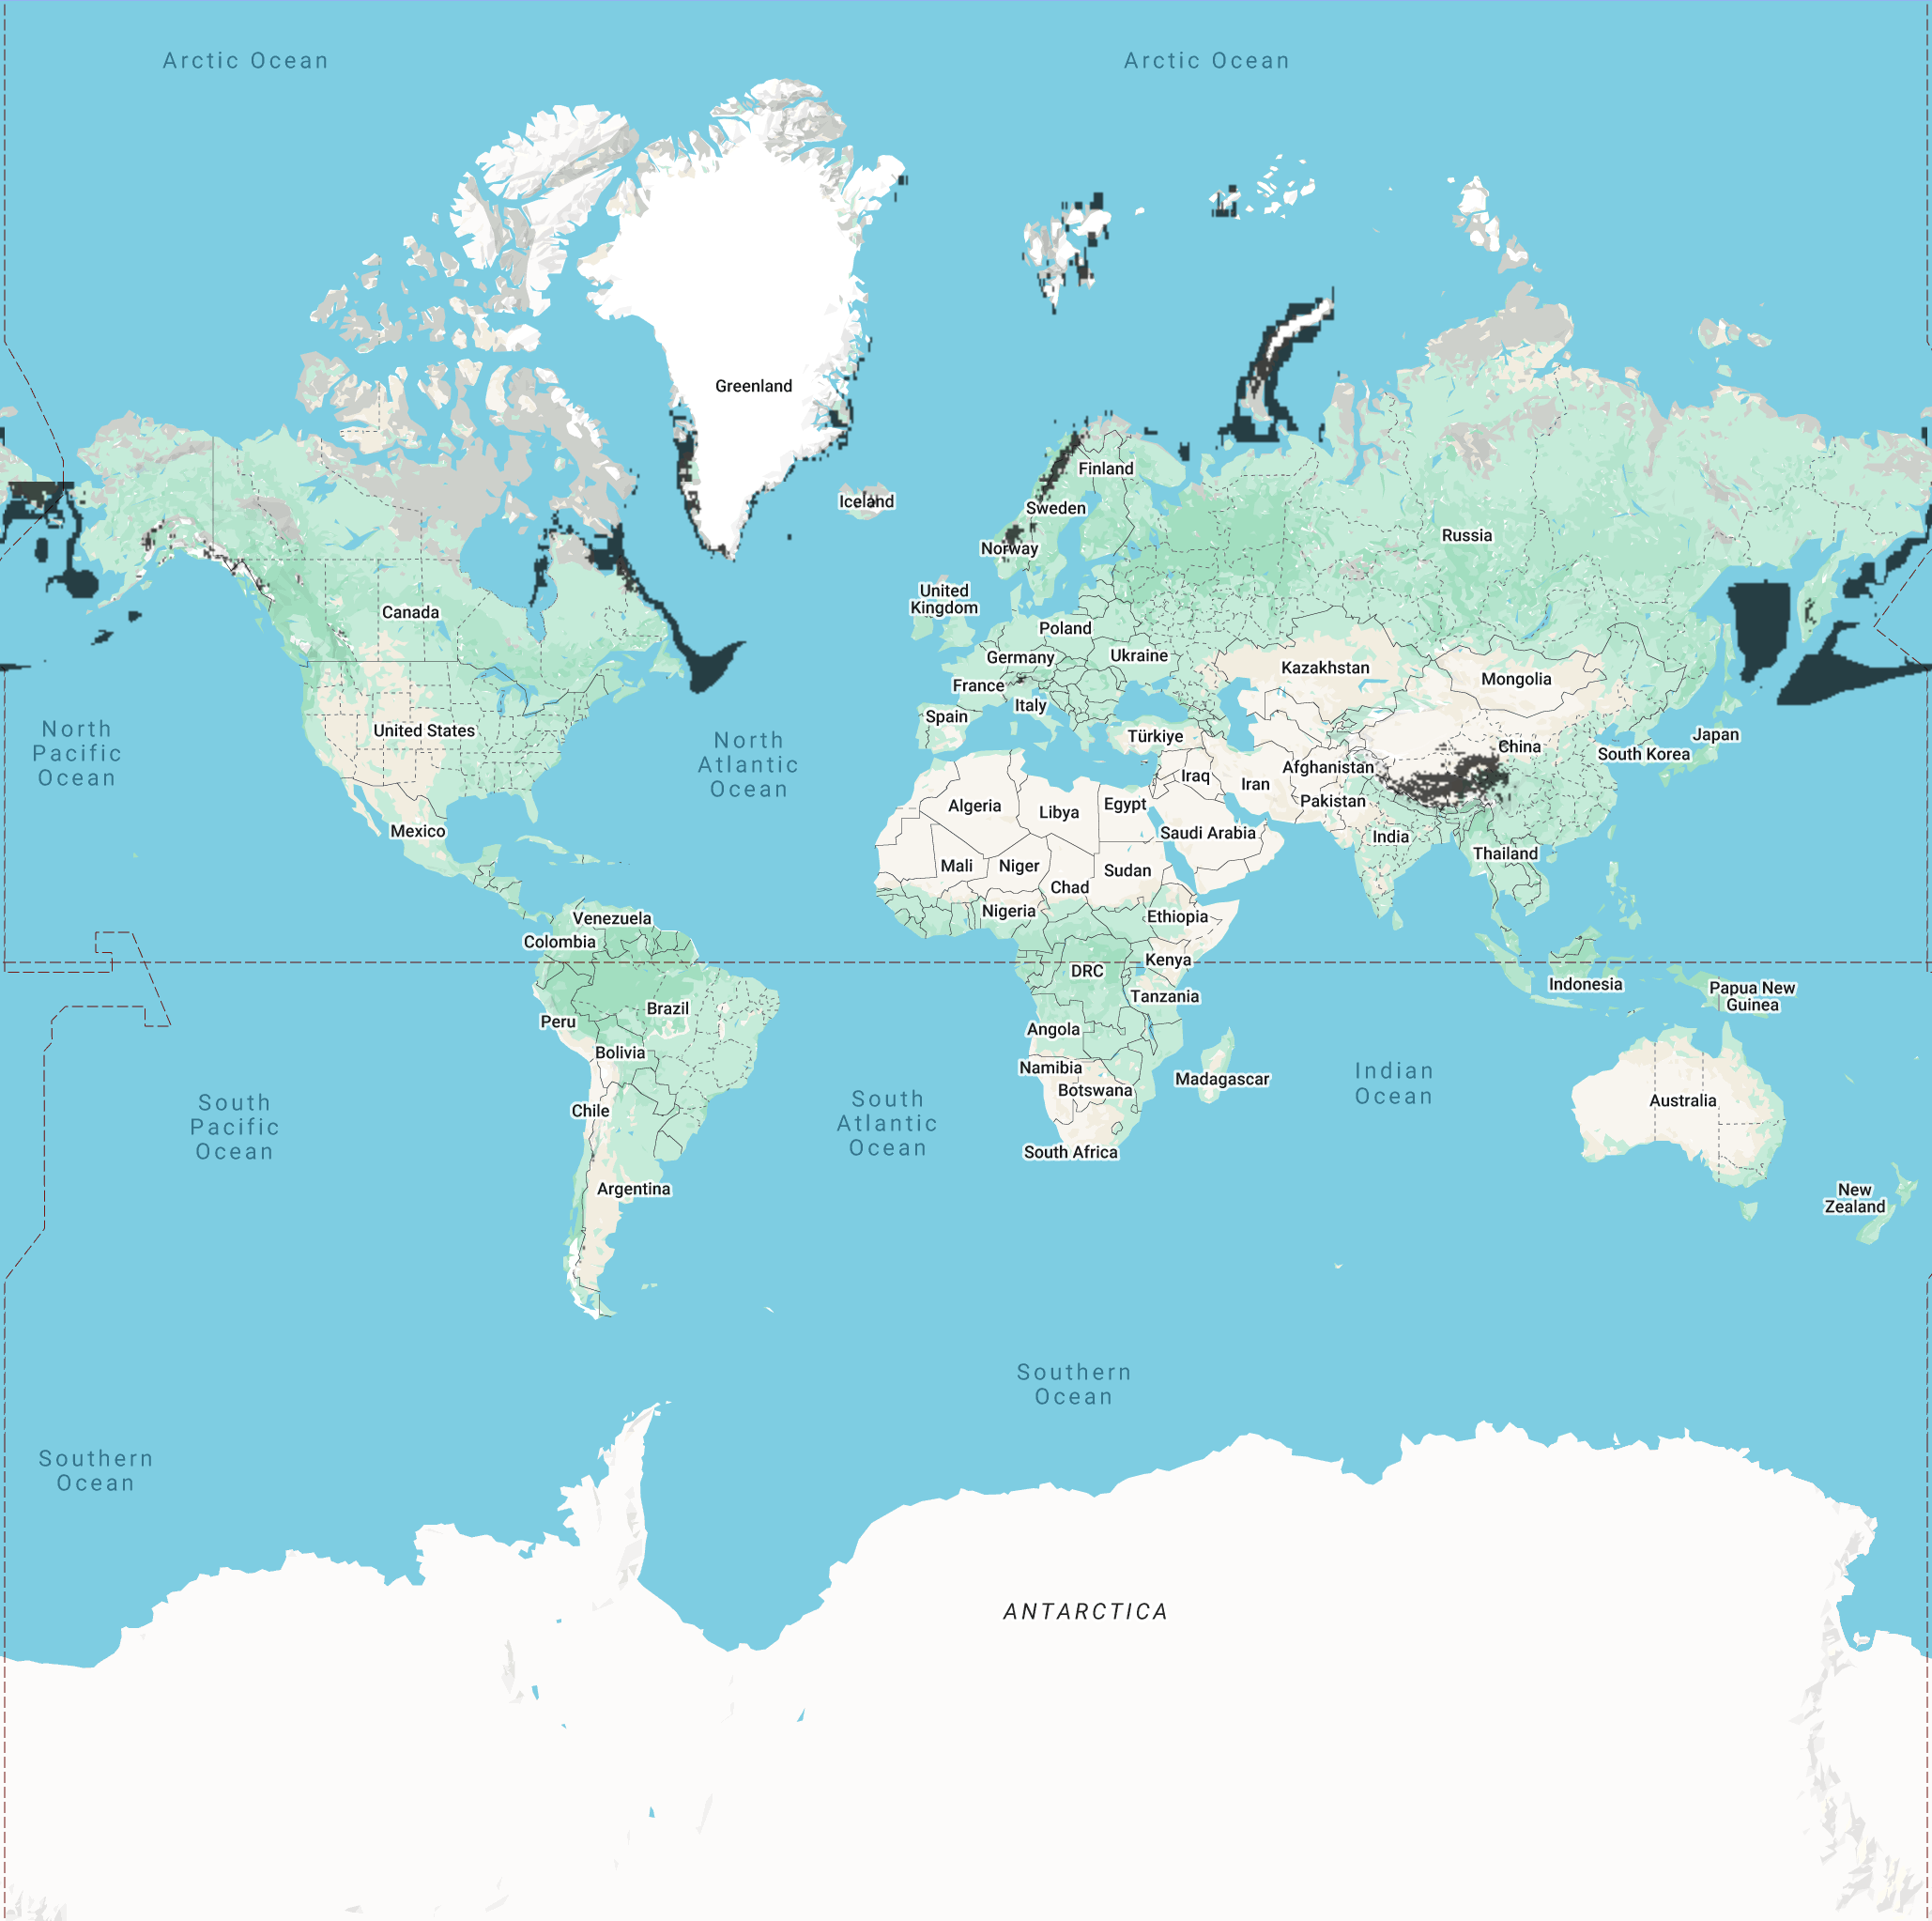 Arctic Ocean
Arctic Ocean
Greenland
Iceland
Finland
Sweden
Norway
Russia
United
Kingdom
Canada
Poland
Germany
Ukraine
Kazakhstan
Mongolia
France
Italy
Spain
United States
Türkiye
China
Japan
South Korea
North
Pacific
Ocean
North
Atlantic
Ocean
Afghanistan
Iraq
Iran
Pakistan
Algeria
Libya
Egypt
Saudi Arabia
India
Mexico
Thailand
Mali
Niger
Sudan
Chad
Nigeria
Ethiopia
Venezuela
Colombia
DRC
Kenya
Indonesia
Papua New
Guinea
Tanzania
Brazil
Peru
Angola
Bolivia
Namibia
Botswana
Madagascar
Indian
Ocean
Australia
Chile
South
Pacific
Ocean
South
Atlantic
Ocean
South Africa
Argentina
New
Zealand
Southern
Ocean
Southern
Ocean
ANTARCTICA